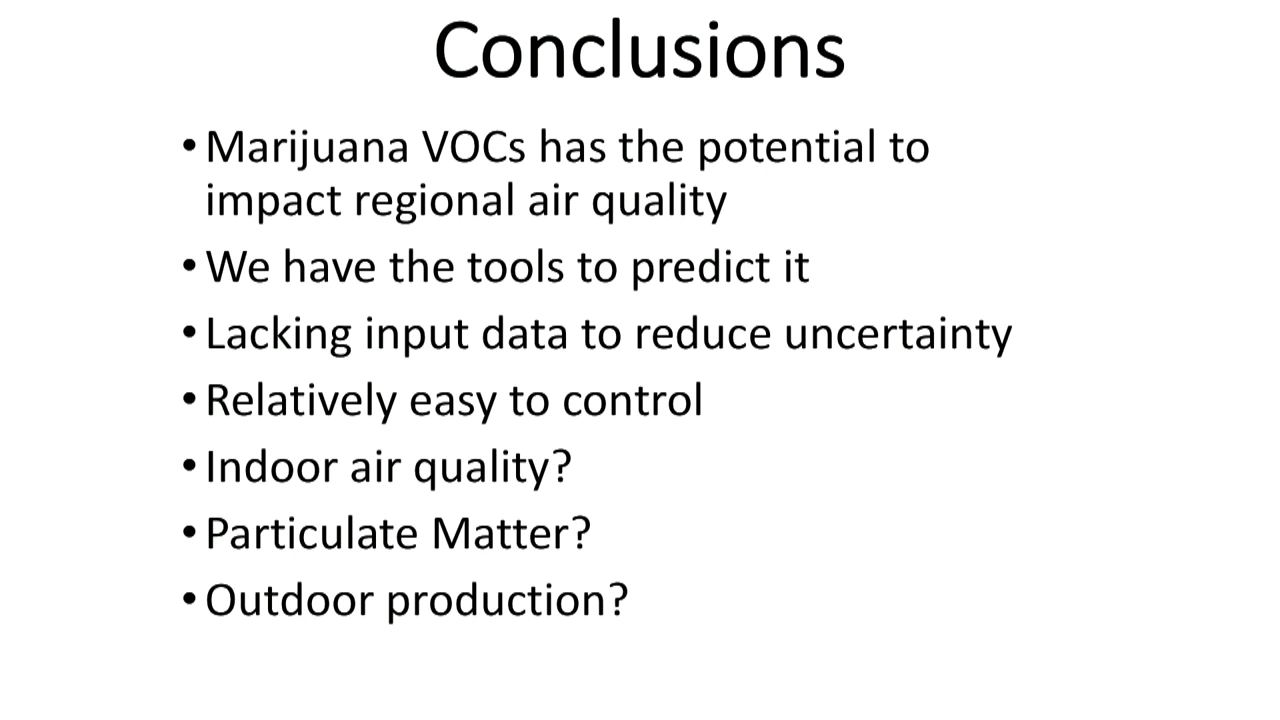 Conclusions
• Marijuana VOCs has the potential to
impact regional air quality
• We have the tools to predict it
• Lacking input data to reduce uncertainty
• Relatively easy to control
• Indoor air quality?
• Particulate Matter?
• Outdoor production?